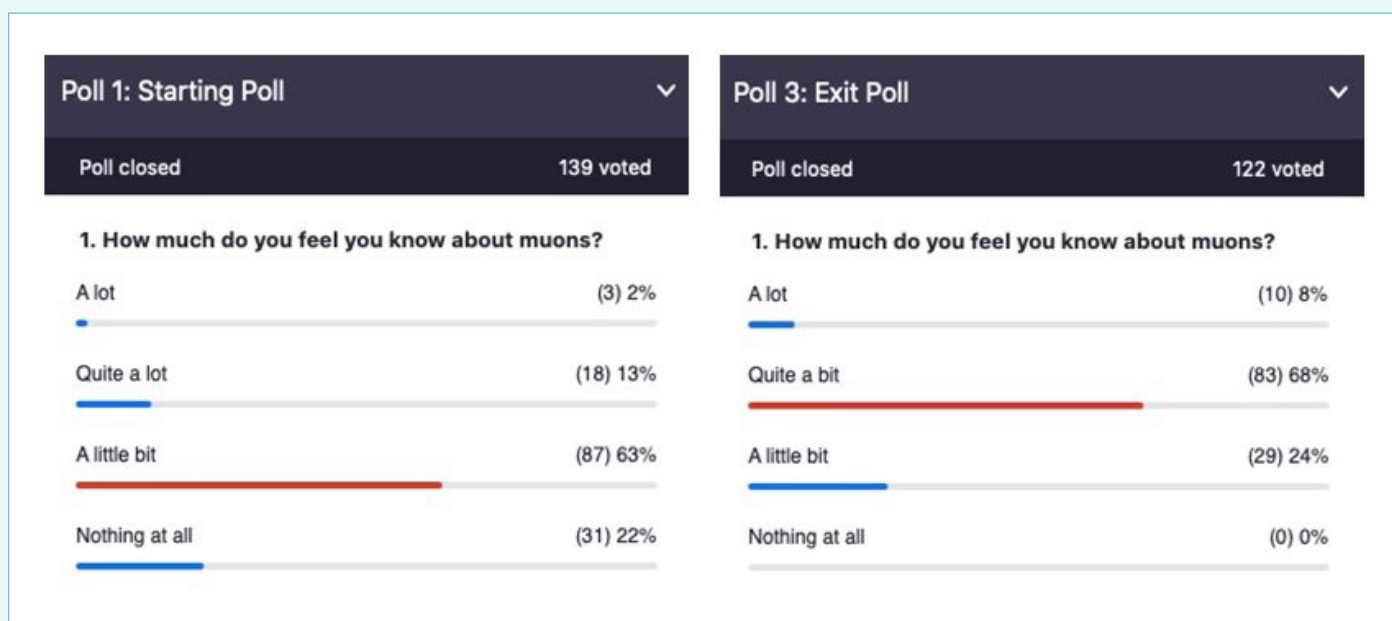 Poll 1: Starting Poll
Poll closed 139 voted
1. How much do you feel you know about muons?
A lot (3) 2%
Quite a lot (18) 13%
A little bit (87) 63%
Nothing at all (31) 22%
Poll 3: Exit Poll
Poll closed 122 voted
1. How much do you feel you know about muons?
A lot (10) 8%
Quite a bit (83) 68%
A little bit (29) 24%
Nothing at all (0) 0%